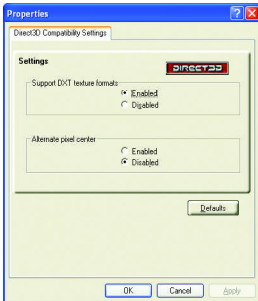 Properties
Direct3D Compatibility Settings
Settings
DIRECT3D
Support DXT texture formats
Enabled
Disabled
Alternate pixel center
Enabled
Disabled
Defaults
OK
Cancel
Apply